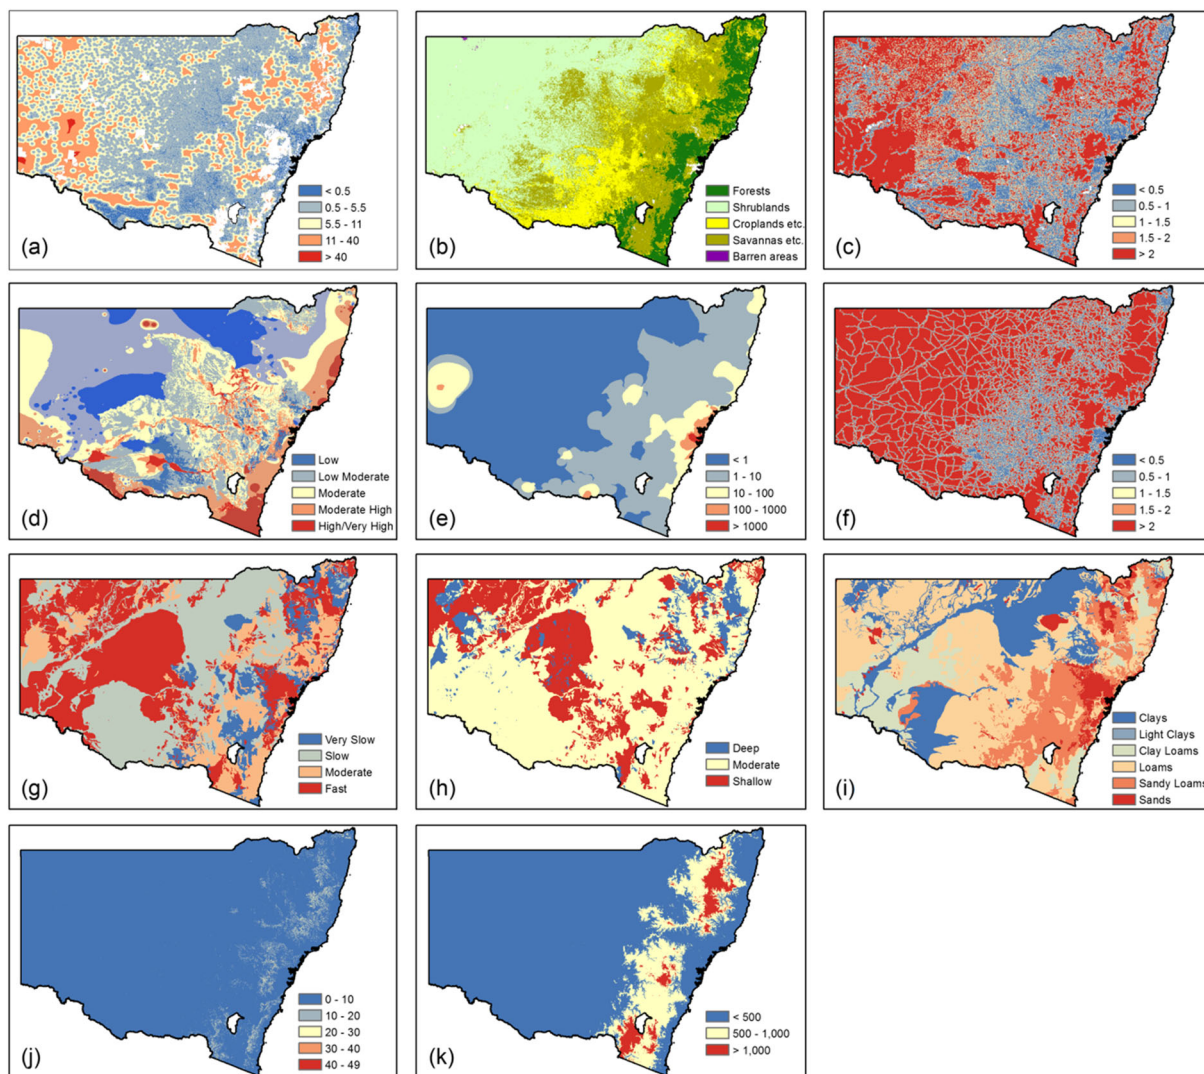 < 0.5
0.5 - 5.5
5.5 - 11
11 - 40
> 40
(a)
Forests
Shrublands
Croplands etc.
Savannas etc.
Barren areas
(b)
< 0.5
0.5 - 1
1 - 1.5
1.5 - 2
> 2
(c)
Low
Low Moderate
Moderate
Moderate High
High/Very High
(d)
< 1
1 - 10
10 - 100
100 - 1000
> 1000
(e)
< 0.5
0.5 - 1
1 - 1.5
1.5 - 2
> 2
(f)
Very Slow
Slow
Moderate
Fast
(g)
Deep
Moderate
Shallow
(h)
Clays
Light Clays
Clay Loams
Loams
Sandy Loams
Sands
(i)
0 - 10
10 - 20
20 - 30
30 - 40
40 - 49
(j)
< 500
500 - 1,000
> 1,000
(k)